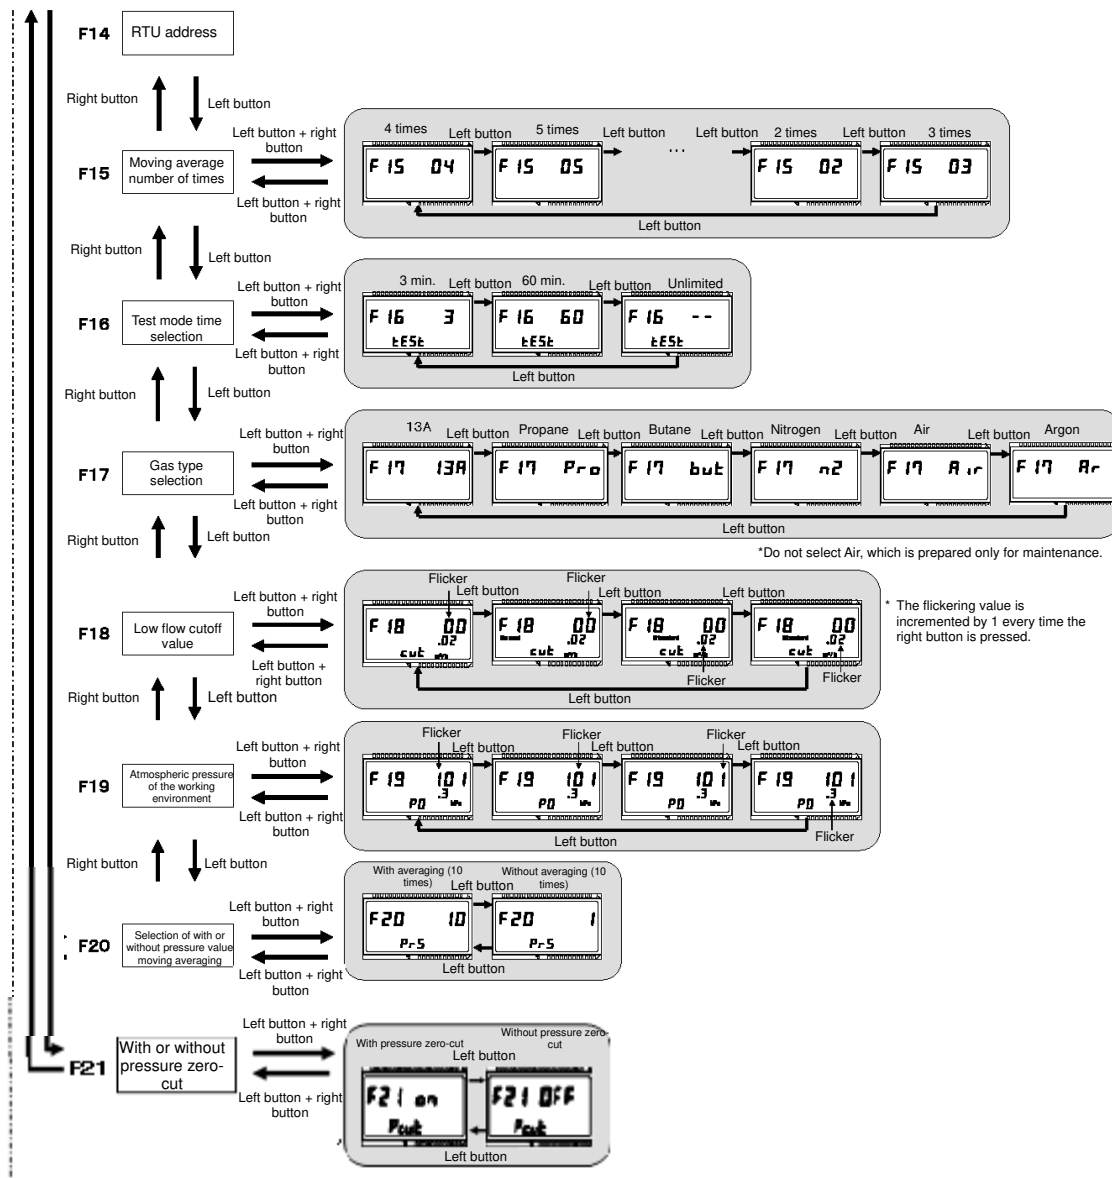 F14 RTU address
Right button
Left button
Left button + right
button
4 times
Left button
5 times
Left button
...
Left button
2 times
Left button
3 times
F15 Moving average
number of times
F15 04
F15 05
F15 02
F15 03
Left button + right
button
Left button
Right button
Left button
Left button + right
button
3 min.
Left button
60 min.
Left button
Unlimited
F16 Test mode time
selection
F16 3
tESt
F16 60
tESt
F16 --
tESt
Left button + right
button
Left button
Right button
Left button
Left button + right
button
13A
Left button
Propane
Left button
Butane
Left button
Nitrogen
Left button
Air
Left button
Argon
F17 Gas type
selection
F17 13A
F17 Pro
F17 but
F17 n2
F17 Air
F17 Ar
Left button + right
button
Left button
Right button
Left button
*Do not select Air, which is prepared only for maintenance.
Left button + right
button
Flicker
Left button
Flicker
Left button
Left button
* The flickering value is
incremented by 1 every time the
right button is pressed.
F18 Low flow cutoff
value
F18 00
.02
cut
F18 00
.02
cut
F18 00
.02
cut
F18 00
.02
cut
Left button +
right button
Flicker
Flicker
Left button
Right button
Left button
Left button + right
button
Flicker
Left button
Flicker
Left button
Flicker
Left button
F19 Atmospheric pressure
of the working
environment
F19 101
.3
P0 kPa
F19 101
.3
P0 kPa
F19 101
.3
P0 kPa
F19 101
.3
P0 kPa
Left button + right
button
Flicker
Left button
Right button
Left button
Left button + right
button
With averaging (10
times)
Left button
Without averaging (10
times)
F20 Selection of with or
without pressure value
moving averaging
F20 10
PrS
F20 1
PrS
Left button + right
button
Left button
Left button + right
button
With pressure zero-cut
Left button
Without pressure zero-
cut
F21 With or without
pressure zero-
cut
F21 on
Pcut
F21 OFF
Pcut
Left button + right
button
Left button